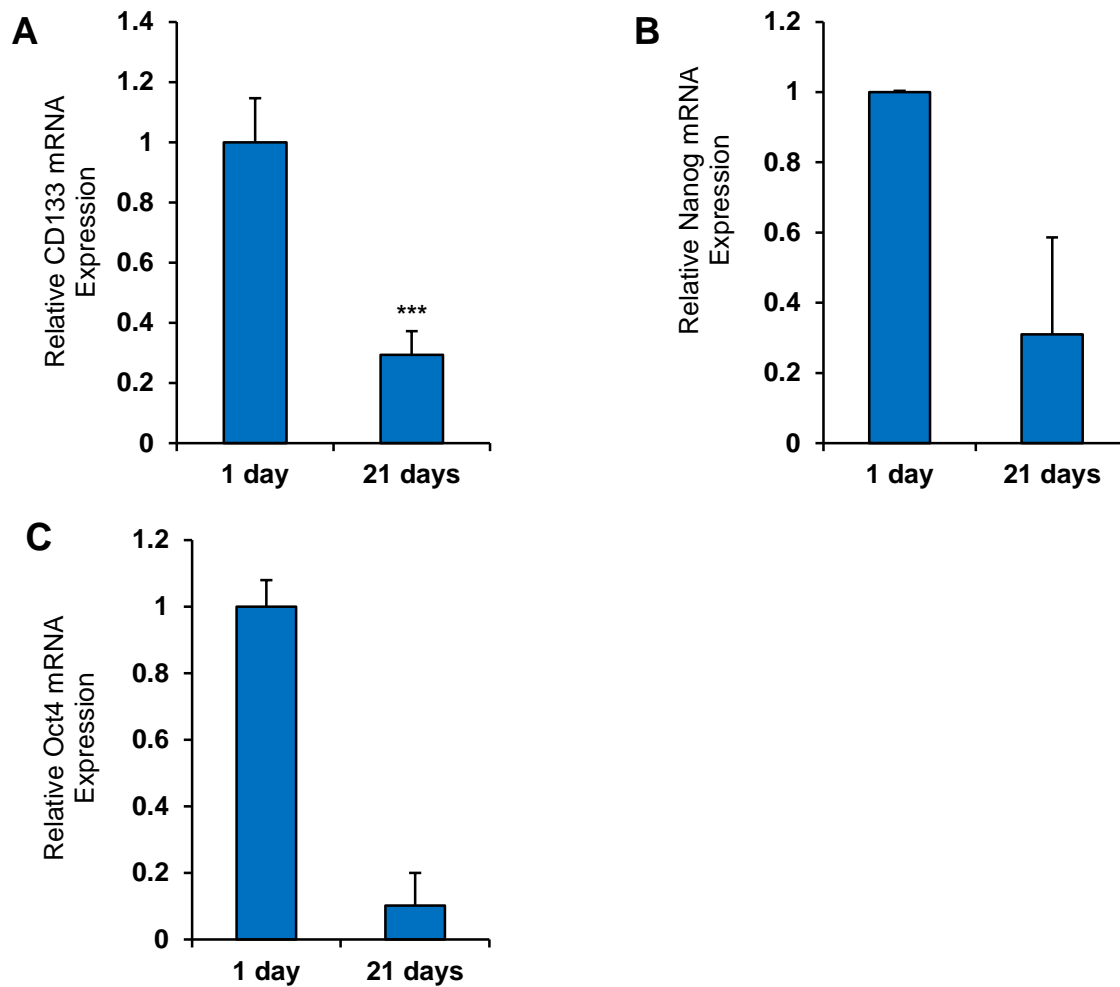 A
Relative CD133 mRNA
Expression
1.4
1.2
1
0.8
0.6
0.4
0.2
0
***
1 day
21 days
B
Relative Nanog mRNA
Expression
1.2
1
0.8
0.6
0.4
0.2
0
1 day
21 days
C
Relative Oct4 mRNA
Expression
1.2
1
0.8
0.6
0.4
0.2
0
1 day
21 days